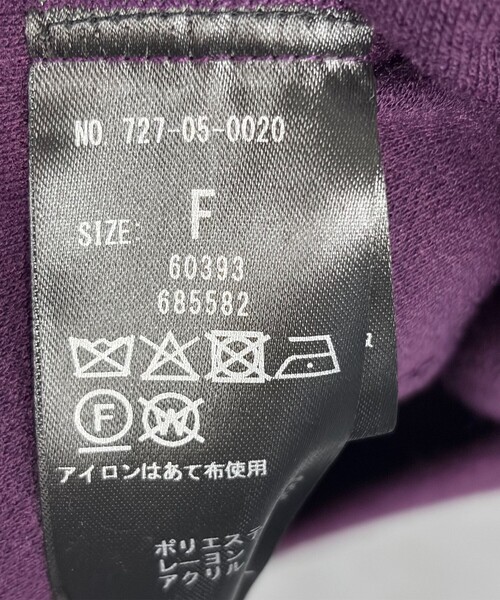 NO 727-05-0020
SIZE: F
60393
685582
F W
アイロンはあて布使用
ポリエステ
レーヨン
アクリル